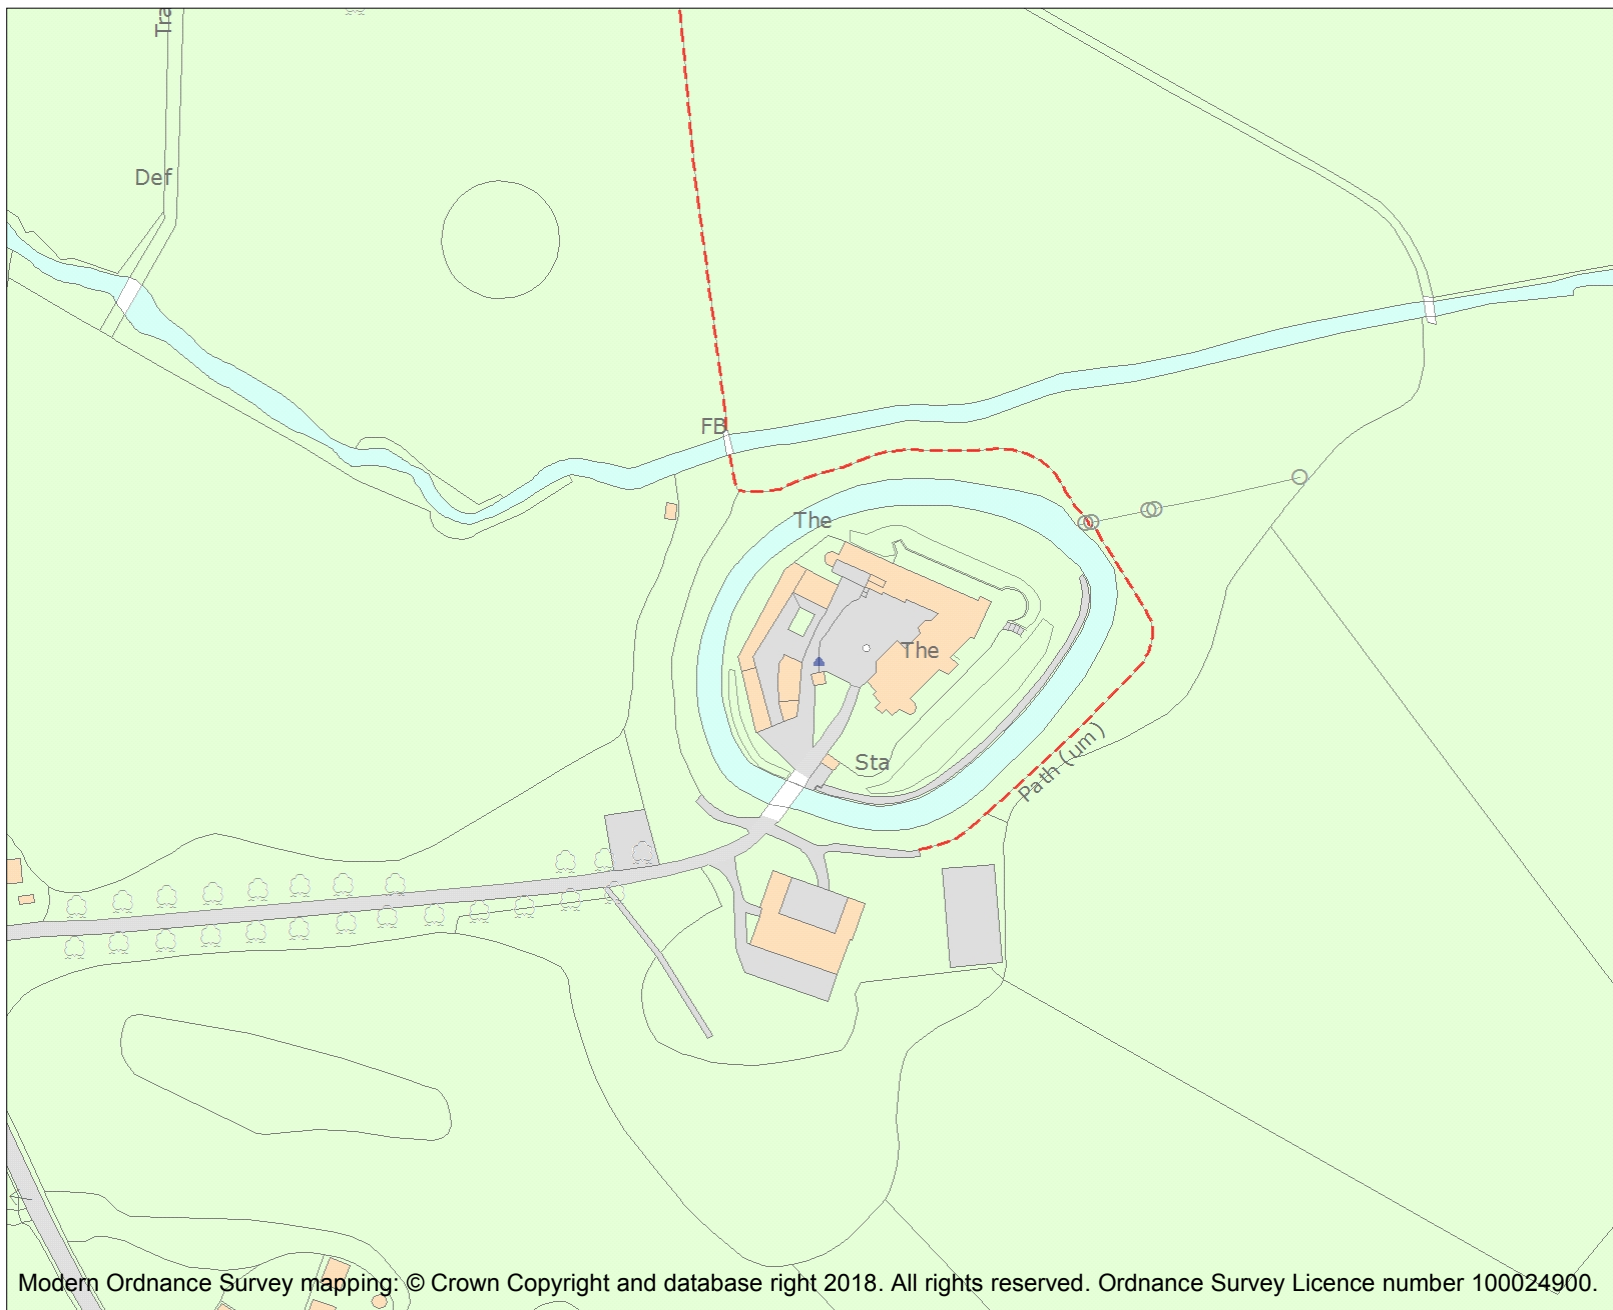 Tra
Def
FB
The
The
Sta
Path (um)
Modern Ordnance Survey mapping: © Crown Copyright and database right 2018. All rights reserved. Ordnance Survey Licence number 100024900.